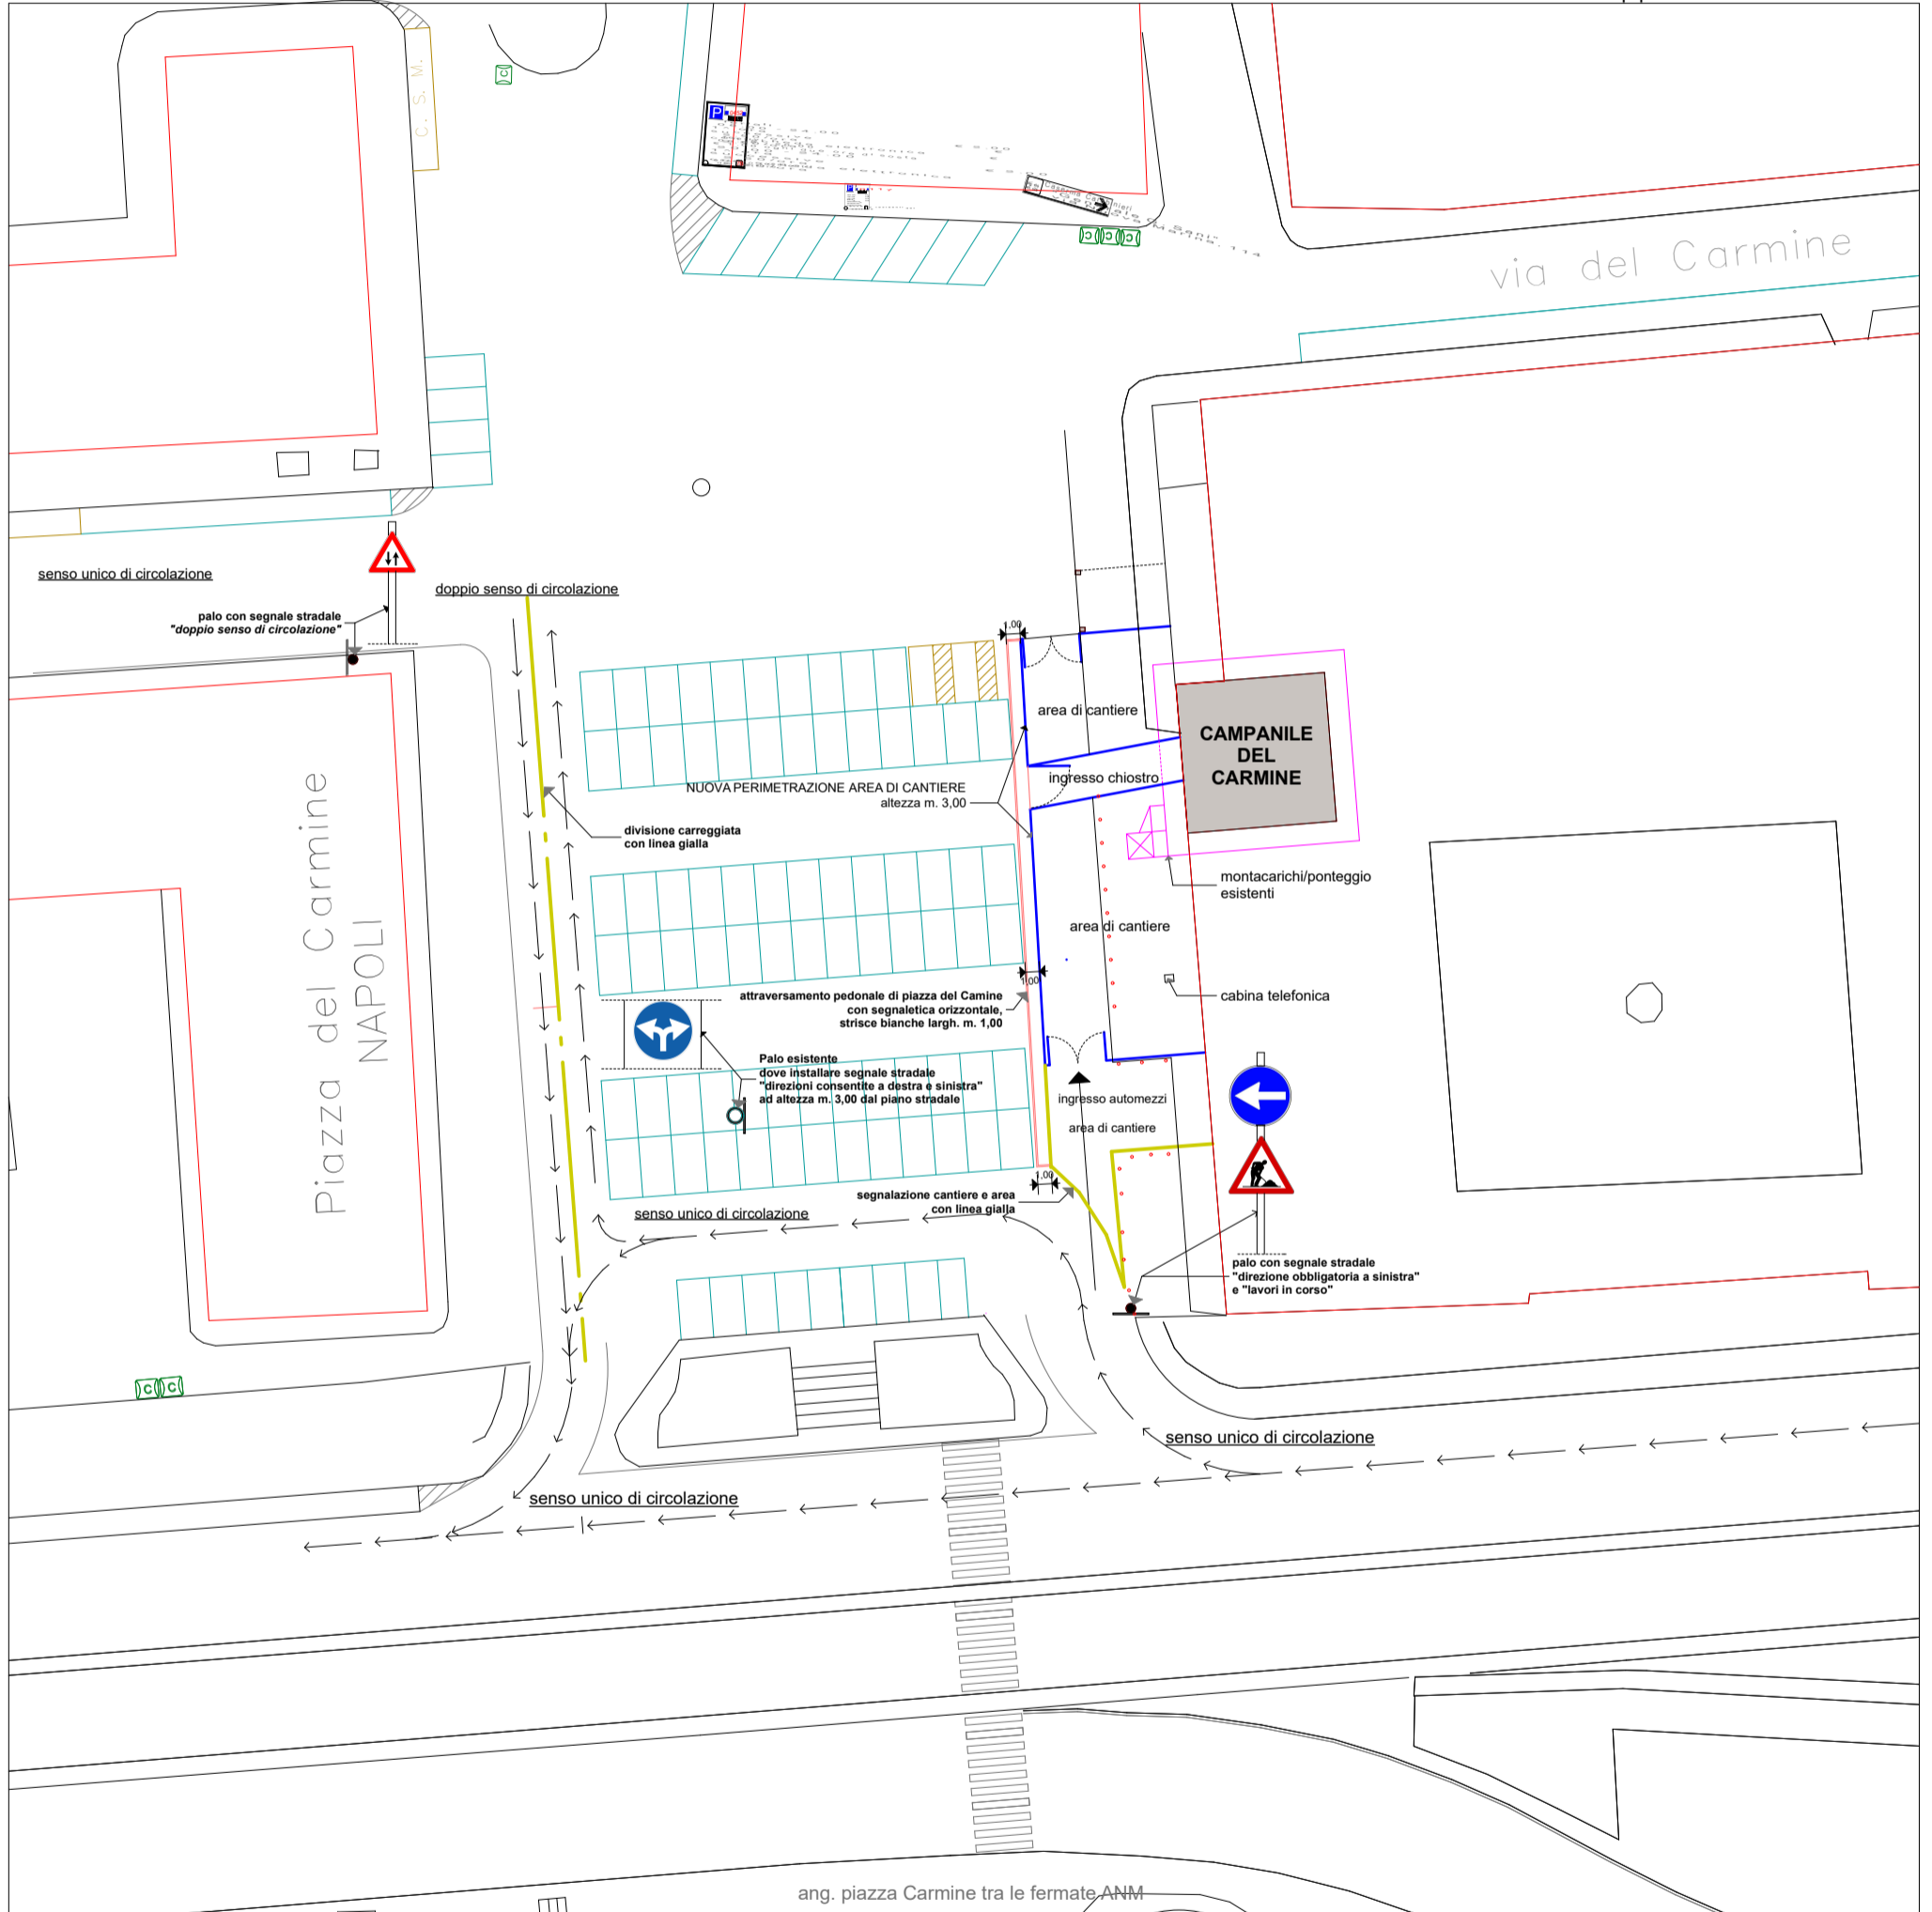 C. S. M.
C
P
Caserma
CCC
via del Carmine
senso unico di circolazione
doppio senso di circolazione
palo con segnale stradale
"doppio senso di circolazione"
1,00
area di cantiere
CAMPANILE
DEL
CARMINE
ingresso chiostro
NUOVA PERIMETRAZIONE AREA DI CANTIERE
altezza m. 3,00
divisione carreggiata
con linea gialla
Piazza del Carmine
NAPOLI
montacarichi/ponteggio
esistenti
area di cantiere
1,00
cabina telefonica
attraversamento pedonale di piazza del Camine
con segnaletica orizzontale,
strisce bianche largh. m. 1,00
Palo esistente
dove installare segnale stradale
"direzioni consentite a destra e sinistra"
ad altezza m. 3,00 dal piano stradale
ingresso automezzi
area di cantiere
1,00
segnalazione cantiere e area
con linea gialla
senso unico di circolazione
palo con segnale stradale
"direzione obbligatoria a sinistra"
e "lavori in corso"
C C
senso unico di circolazione
senso unico di circolazione
ang. piazza Carmine tra le fermate ANM